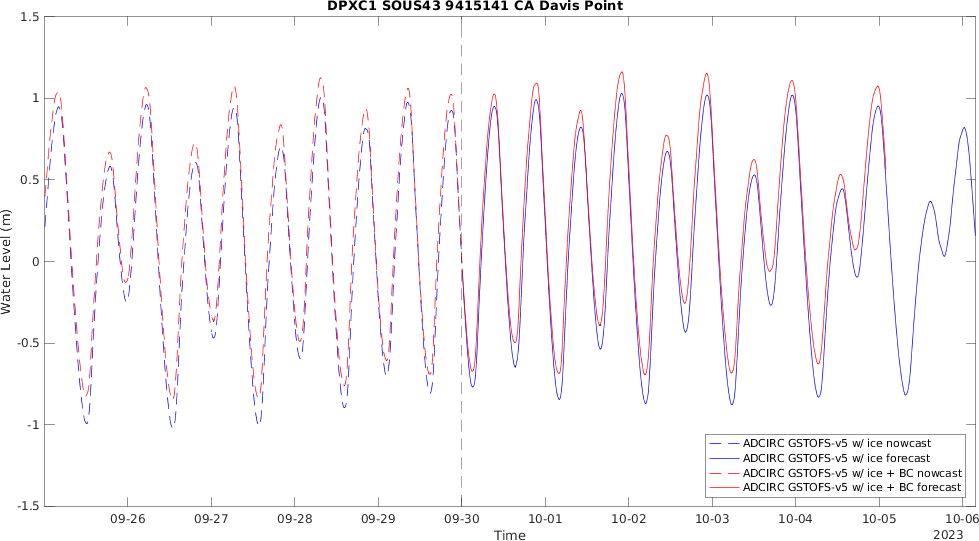 DPXC1 SOUS43 9415141 CA Davis Point
1.5
1
0.5
0
-0.5
-1
-1.5
Water Level (m)
09-26 09-27 09-28 09-29 09-30 10-01 10-02 10-03 10-04 10-05 10-06
2023
Time
ADCIRC GSTOFS-v5 w/ ice nowcast
ADCIRC GSTOFS-v5 w/ ice forecast
ADCIRC GSTOFS-v5 w/ ice + BC nowcast
ADCIRC GSTOFS-v5 w/ ice + BC forecast